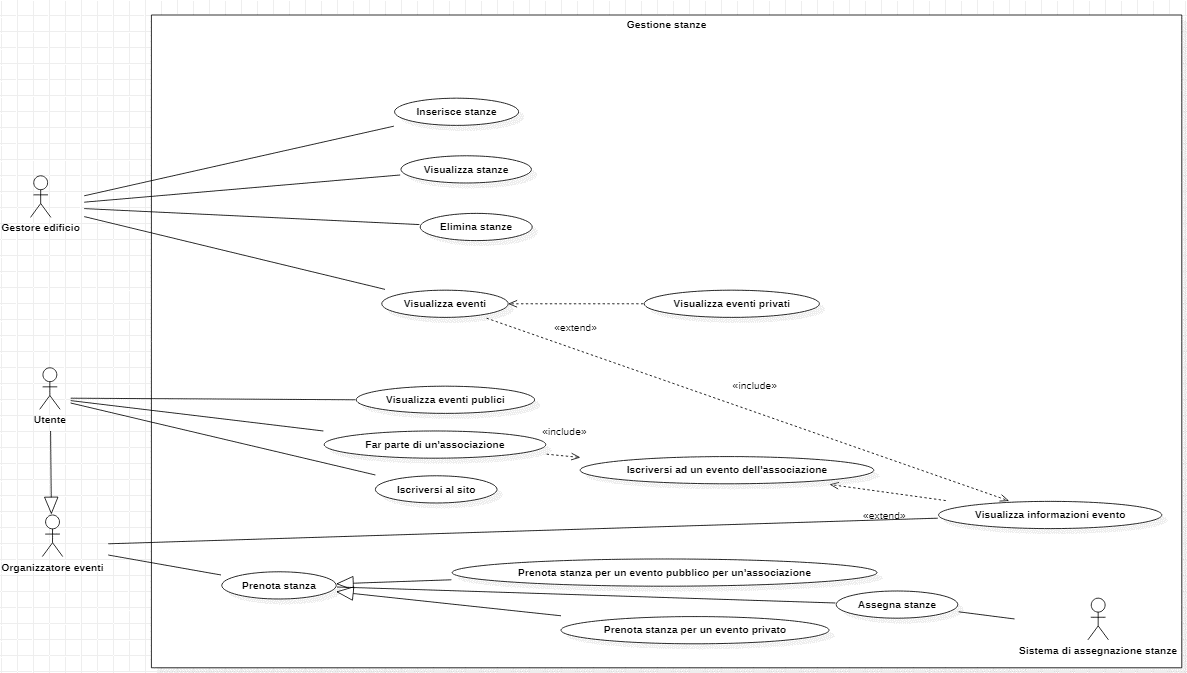 Gestione stanze
Inserisce stanze
Visualizza stanze
Gestore edificio
Elimina stanze
Visualizza eventi
Visualizza eventi privati
«extend»
«include»
Utente
Visualizza eventi publici
«include»
Far parte di un'associazione
Iscriversi ad un evento dell'associazione
Iscriversi al sito
«extend»
Visualizza informazioni evento
Organizzatore eventi
Prenota stanza per un evento pubblico per un'associazione
Prenota stanza
Assegna stanze
Prenota stanza per un evento privato
Sistema di assegnazione stanze